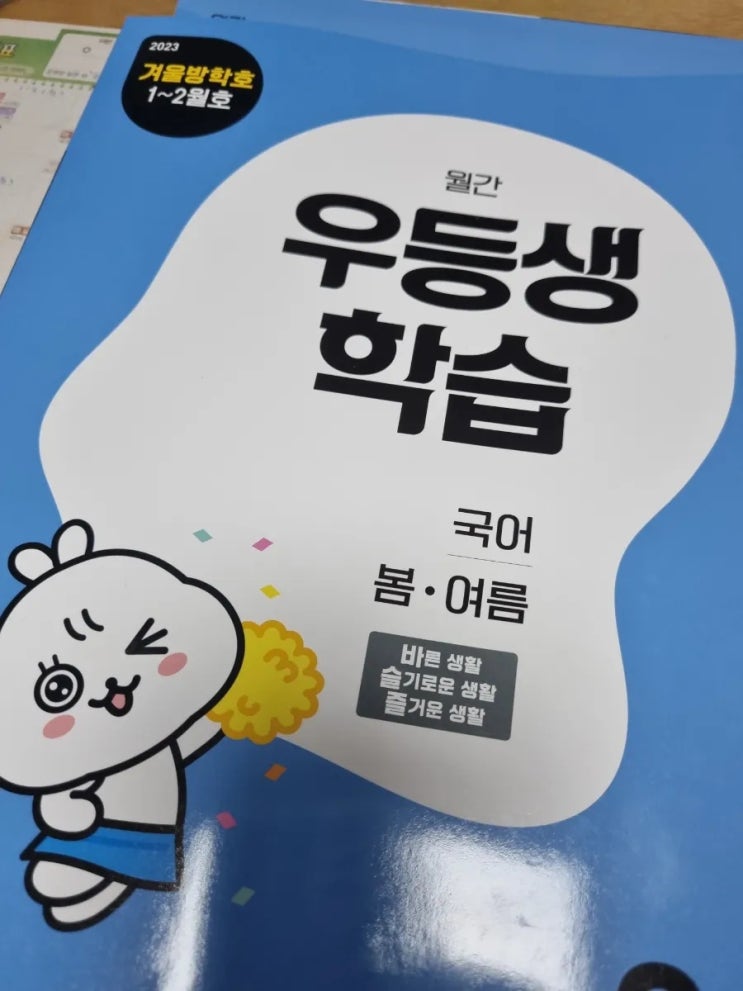 2023
겨울방학호
1~2월호
월간
우등생
학습
국어
봄·여름
바른 생활
슬기로운 생활
즐거운 생활